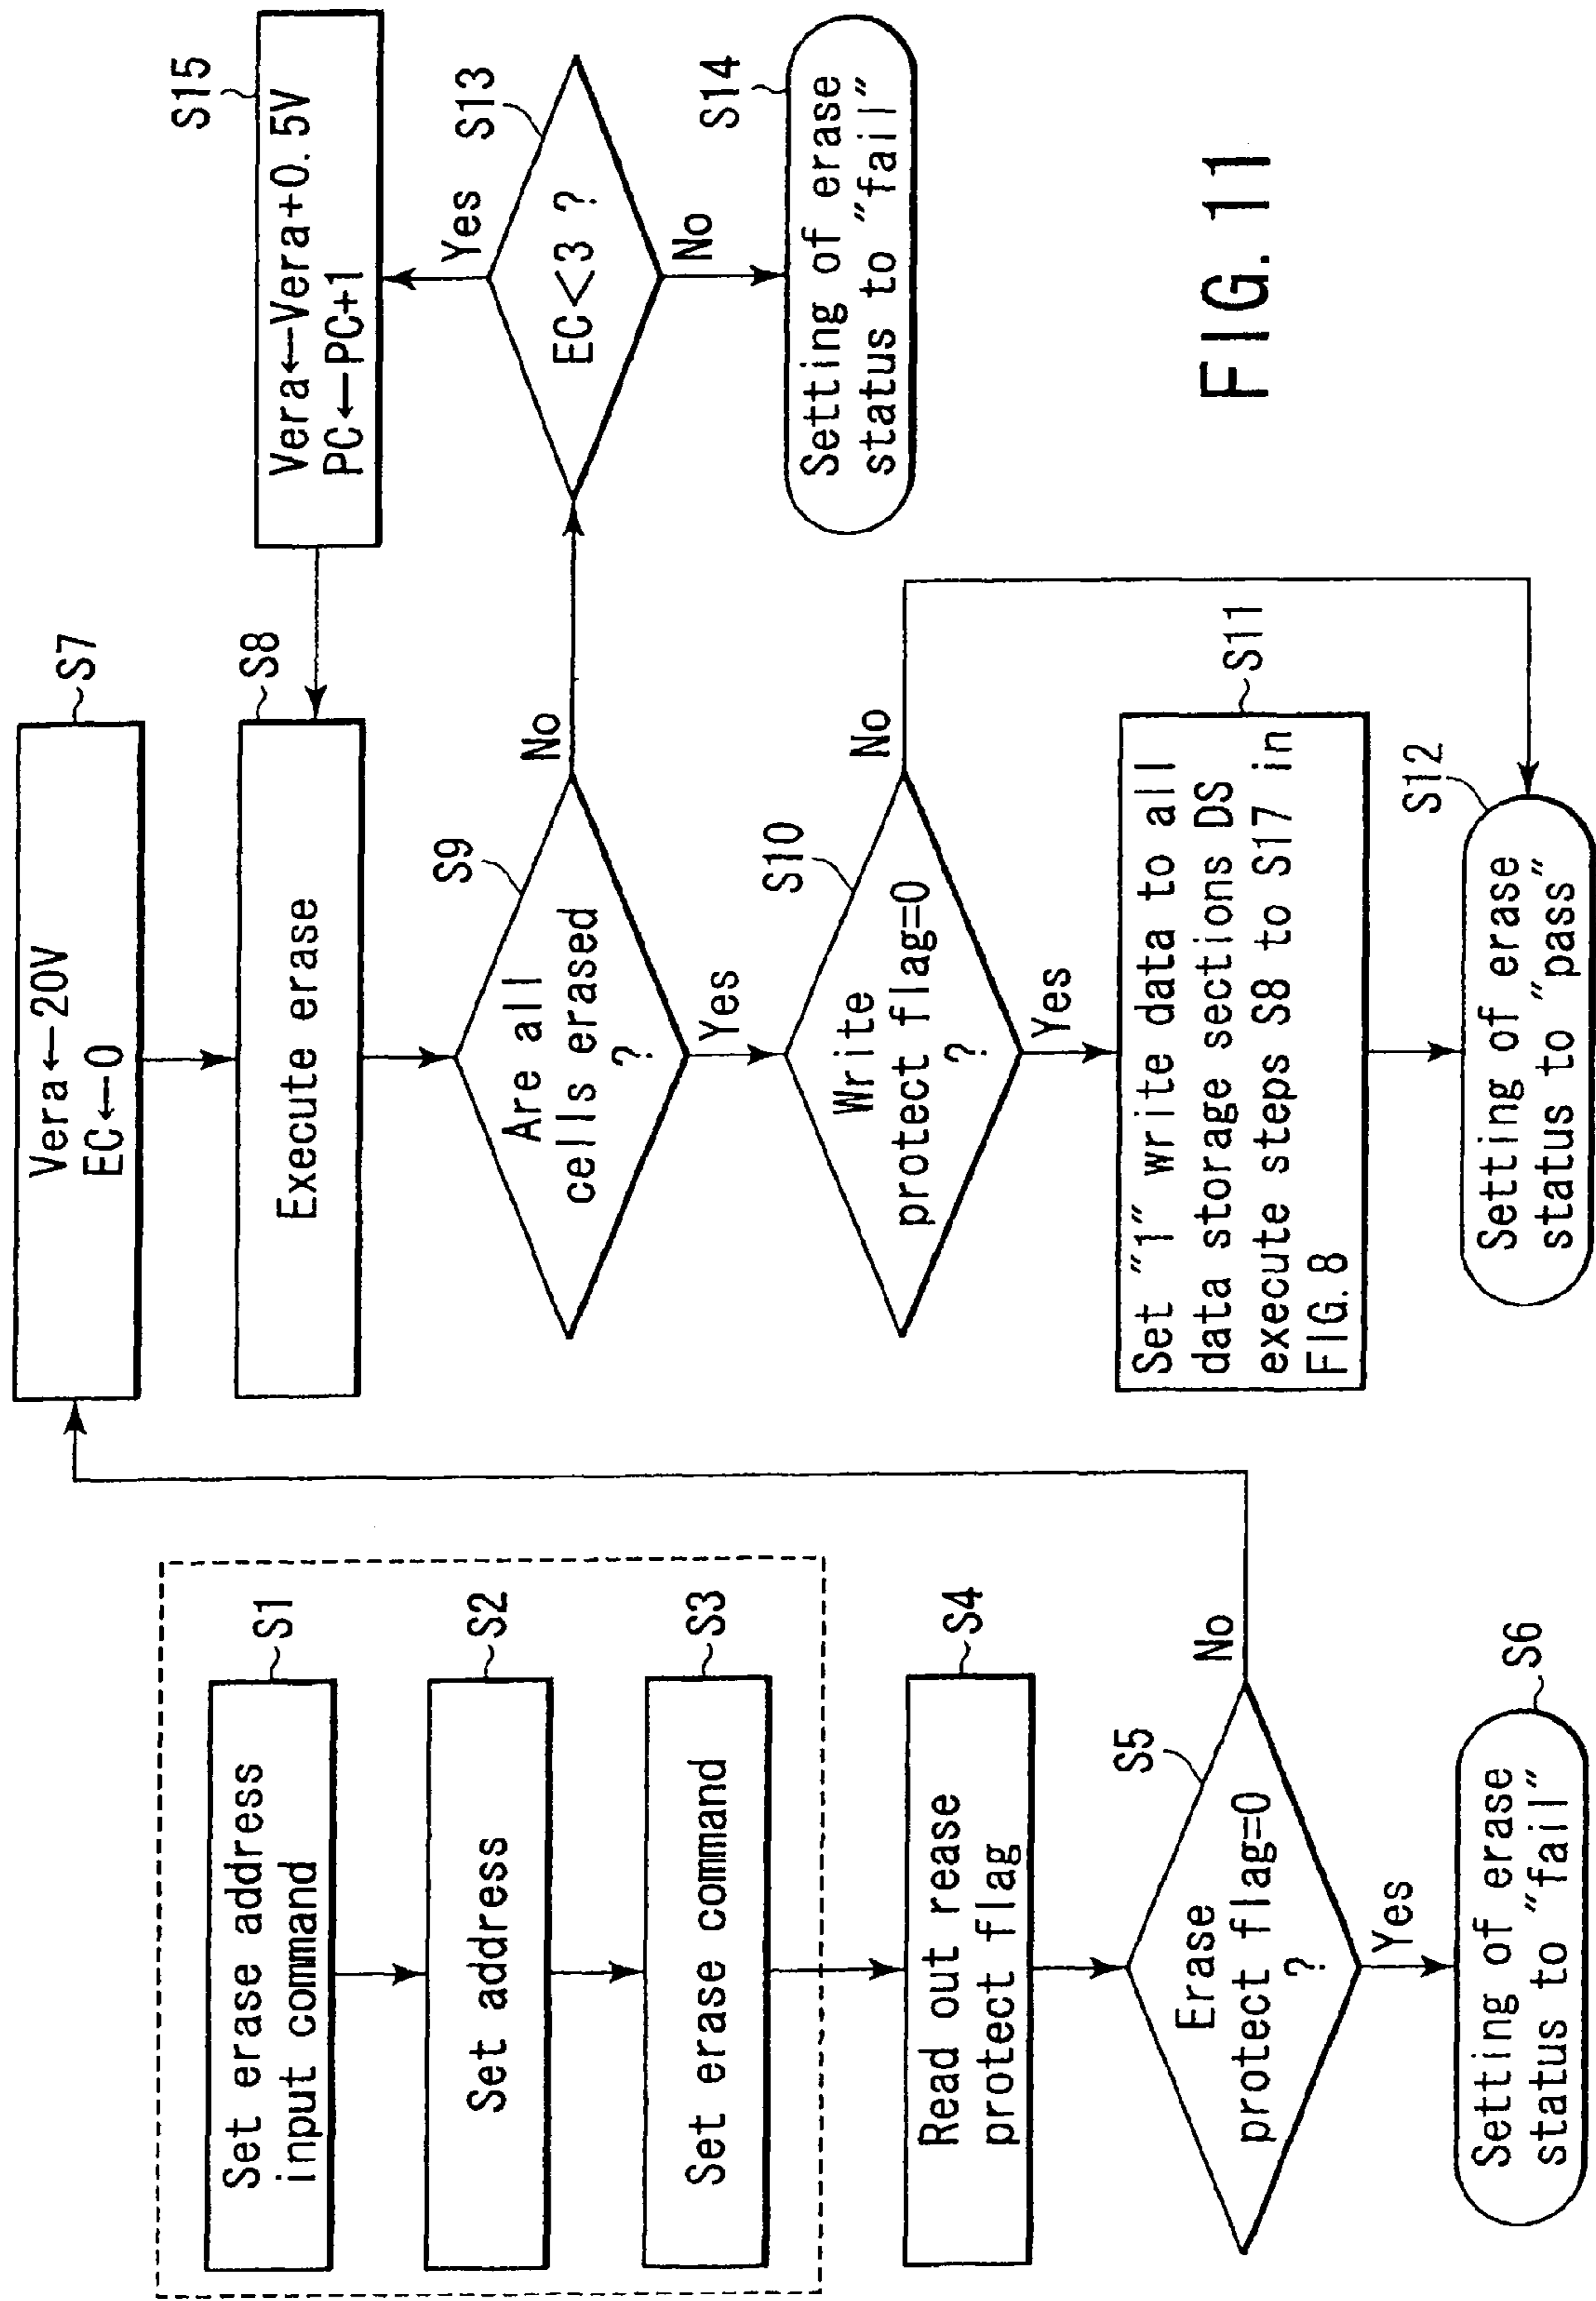 Set erase address
input command
S1
Set address
S2
Set erase command
S3
Read out rease
protect flag
S4
Erase
protect flag=0
?
S5
No
Yes
Setting of erase
status to "fail"
S6
Vera←20V
EC←0
S7
Execute erase
S8
Are all
cells erased
?
S9
No
Yes
Write
protect flag=0
?
S10
No
Yes
Set "1" write data to all
data storage sections DS
execute steps S8 to S17 in
FIG. 8
S11
Setting of erase
status to "pass"
S12
Vera←Vera+0.5V
PC←PC+1
S15
EC<3 ?
S13
Yes
No
Setting of erase
status to "fail"
S14
FIG. 11